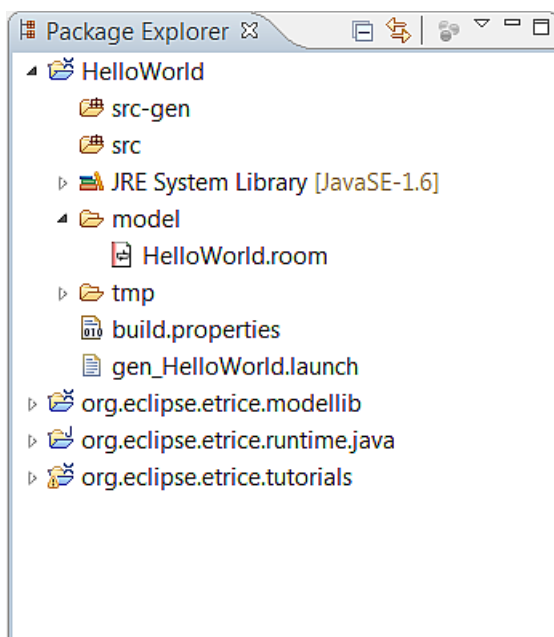 Package Explorer
HelloWorld
src-gen
src
JRE System Library [JavaSE-1.6]
model
HelloWorld.room
tmp
010
build.properties
gen_HelloWorld.launch
org.eclipse.etrice.modellib
org.eclipse.etrice.runtime.java
org.eclipse.etrice.tutorials